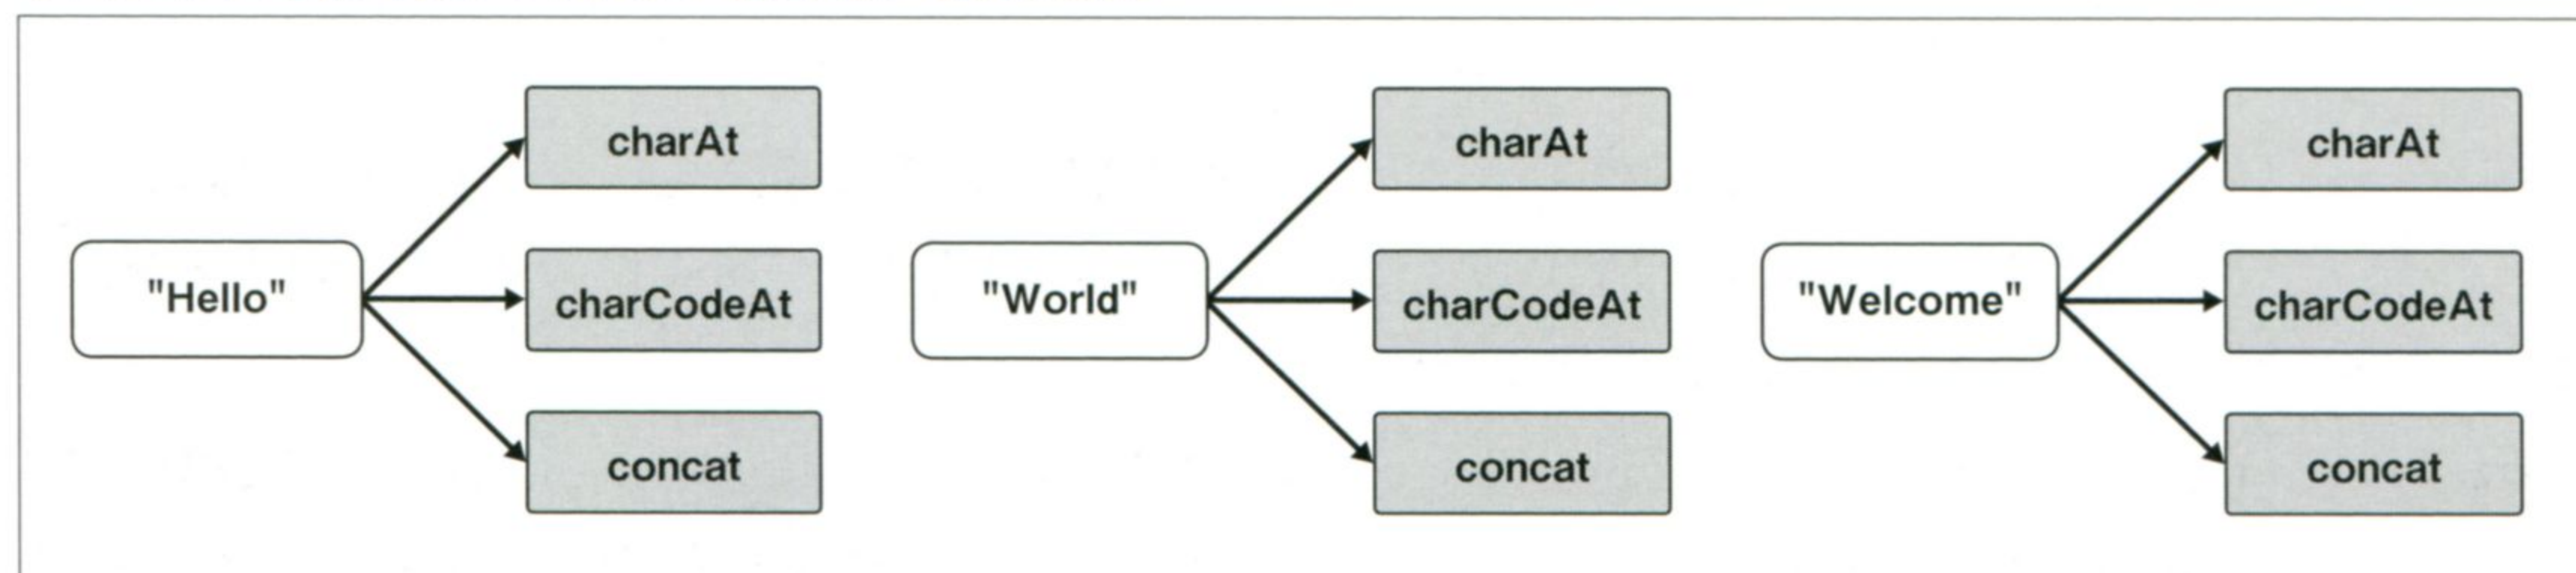 "Hello"
charAt
charCodeAt
concat
"World"
charAt
charCodeAt
concat
"Welcome"
charAt
charCodeAt
concat